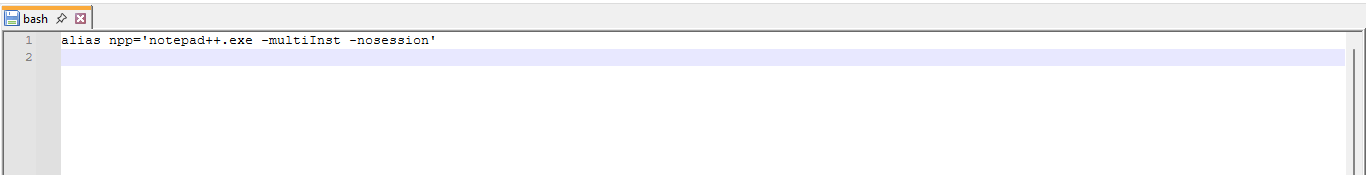 bash
1 alias npp='notepad++.exe -multiInst -nosession'
2